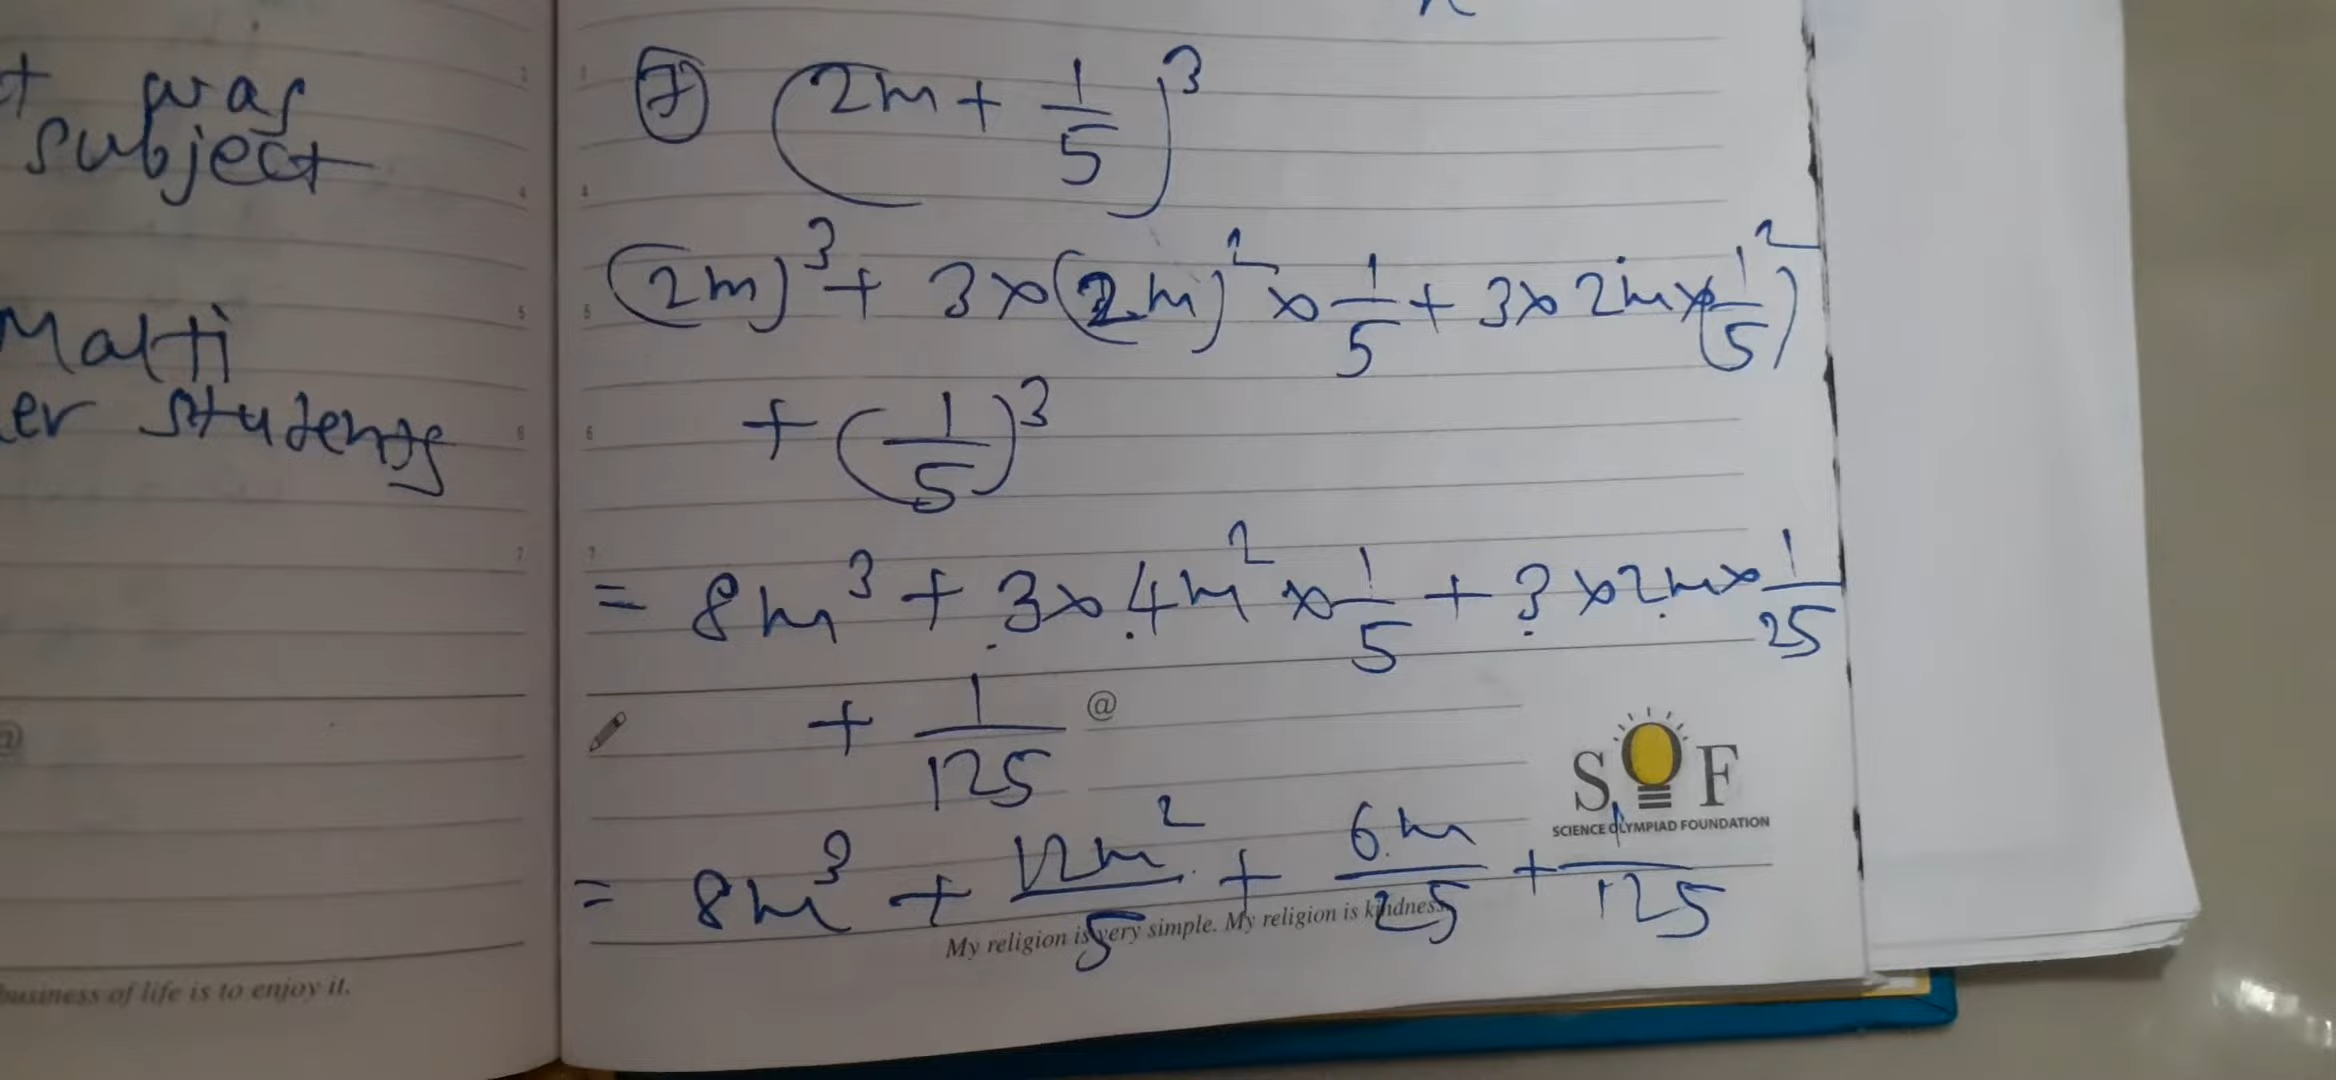 t was
subject
Malti
er students
@
business of life is to enjoy it.
7 (2m + 1/5)³
(2m)³ + 3 × (2m)² × 1/5 + 3 × 2m × (1/5)²
+ (1/5)³
= 8m³ + 3 × 4m² × 1/5 + 3 × 2m × 1/25
+ 1/125 @
SOF
SCIENCE OLYMPIAD FOUNDATION
= 8m³ + 12m²/5 + 6m/25 + 1/125
My religion is very simple. My religion is kindness.